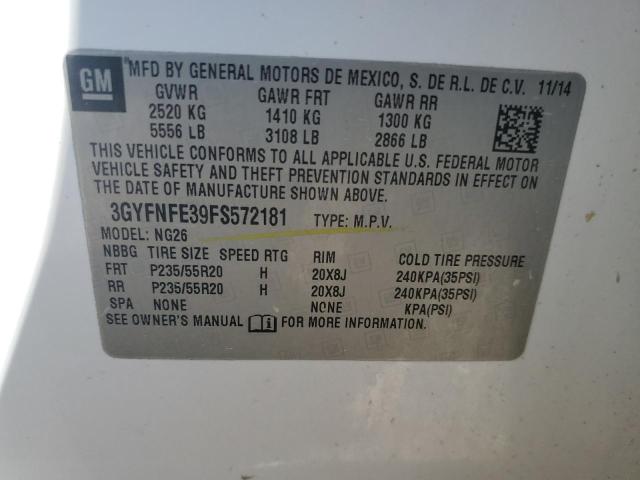 GM MFD BY GENERAL MOTORS DE MEXICO, S. DE R.L. DE C.V. 11/14
GVWR GAWR FRT GAWR RR
2520 KG 1410 KG 1300 KG
5556 LB 3108 LB 2866 LB
THIS VEHICLE CONFORMS TO ALL APPLICABLE U.S. FEDERAL MOTOR
VEHICLE SAFETY AND THEFT PREVENTION STANDARDS IN EFFECT ON
THE DATE OF MANUFACTURE SHOWN ABOVE.
3GYFNFE39FS572181 TYPE: M.P.V.
MODEL: NG26
NBBG TIRE SIZE SPEED RTG RIM COLD TIRE PRESSURE
FRT P235/55R20 H 20X8J 240KPA(35PSI)
RR P235/55R20 H 20X8J 240KPA(35PSI)
SPA NONE NONE KPA(PSI)
SEE OWNER'S MANUAL FOR MORE INFORMATION.